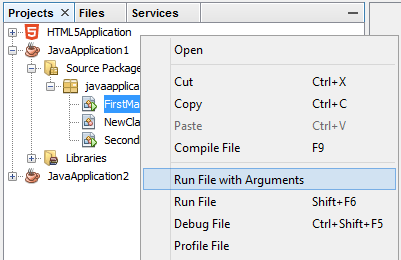 Projects
Files
Services
HTML5Application
JavaApplication1
Source Package
javaapplica
FirstMa
NewCla
Second
Libraries
JavaApplication2
Open
Cut Ctrl+X
Copy Ctrl+C
Paste Ctrl+V
Compile File F9
Run File with Arguments
Run File Shift+F6
Debug File Ctrl+Shift+F5
Profile File